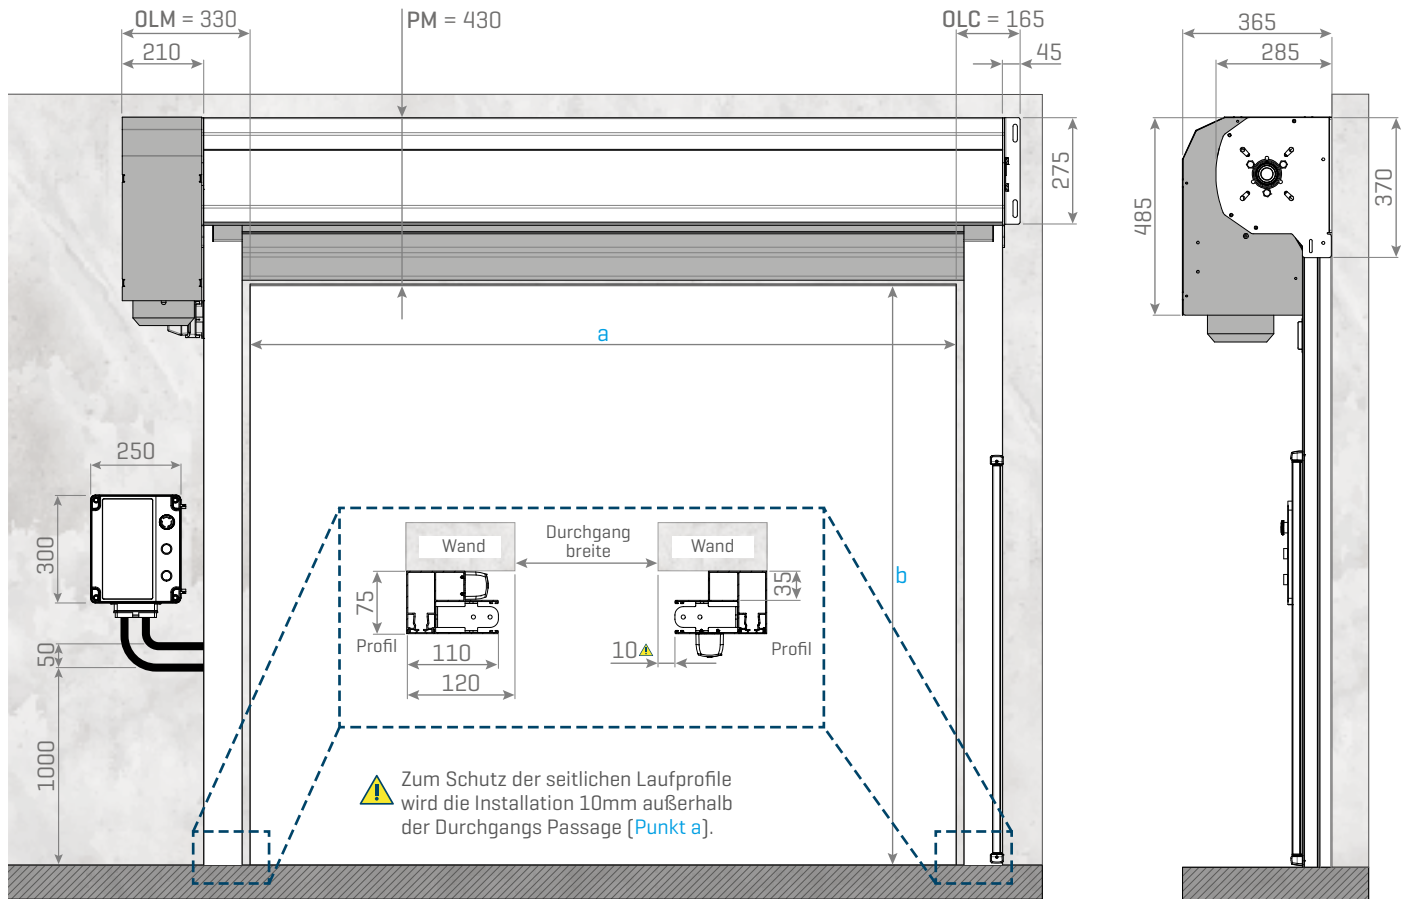 OLM = 330
PM = 430
OLC = 165
365
210
45
285
275
485
370
a
250
300
Wand
Durchgang
breite
Wand
b
75
35
Profil
110
10
Profil
120
50
1000
Zum Schutz der seitlichen Laufprofile
wird die Installation 10mm außerhalb
der Durchgangs Passage (Punkt a).